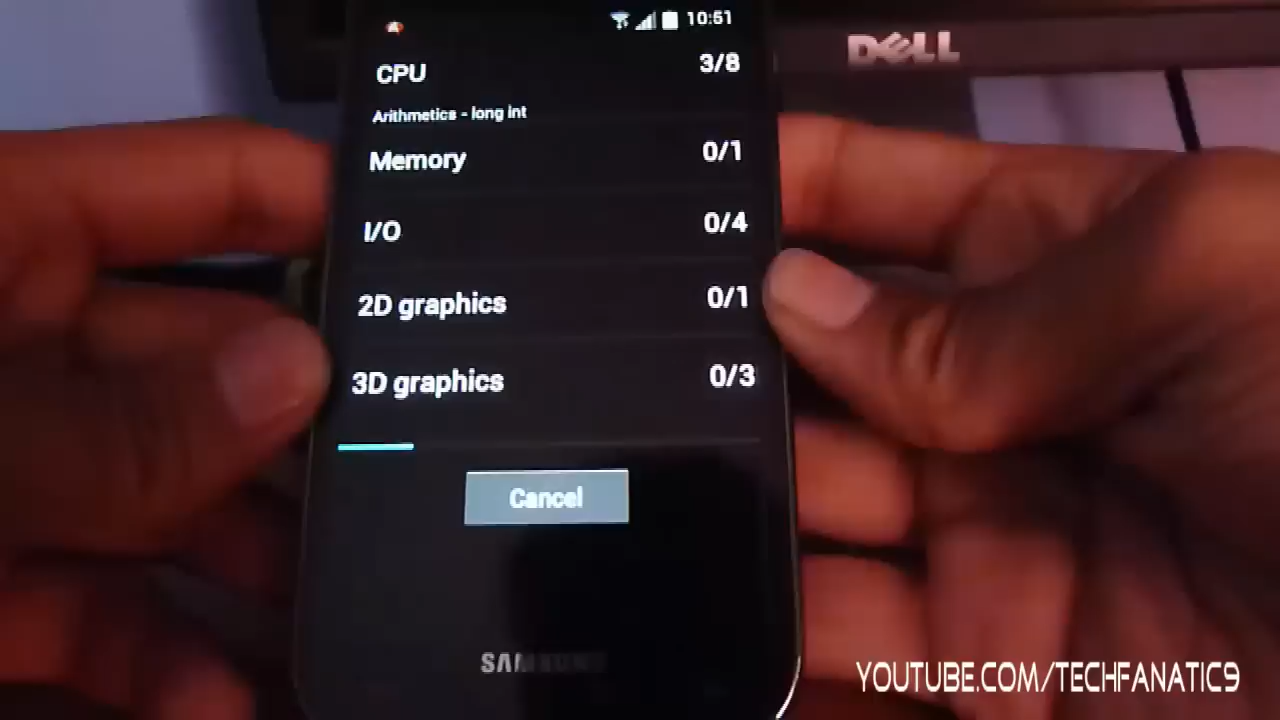 10:51
DELL
CPU 3/8
Arithmetics - long int
Memory 0/1
I/O 0/4
2D graphics 0/1
3D graphics 0/3
Cancel
SAMSUNG
YOUTUBE.COM/TECHFANATIC9